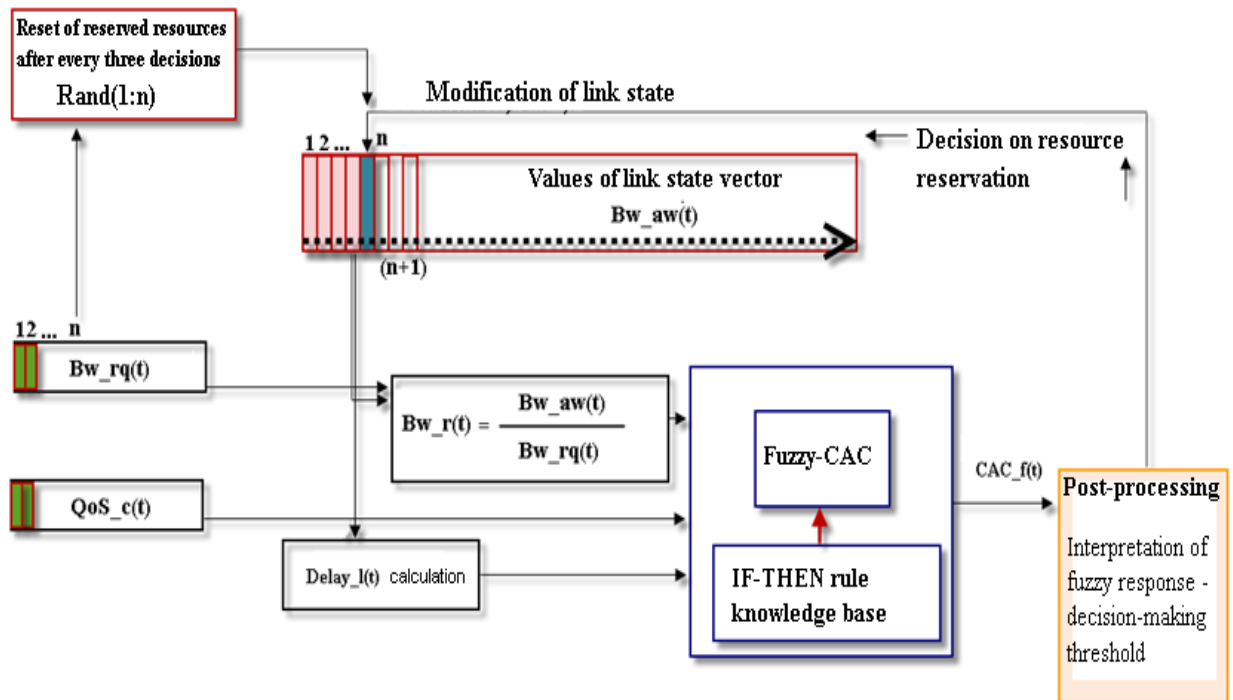 Reset of reserved resources
after every three decisions
Rand(1:n)
Modification of link state
1 2 ... n
Decision on resource
reservation
Values of link state vector
Bw_aw(t)
(n+1)
12 ... n
Bw_rq(t)
Bw_r(t) = Bw_aw(t)
Bw_rq(t)
Fuzzy-CAC
CAC_f(t)
Post-processing
QoS_c(t)
Interpretation of
fuzzy response -
decision-making
threshold
Delay_l(t) calculation
IF-THEN rule
knowledge base